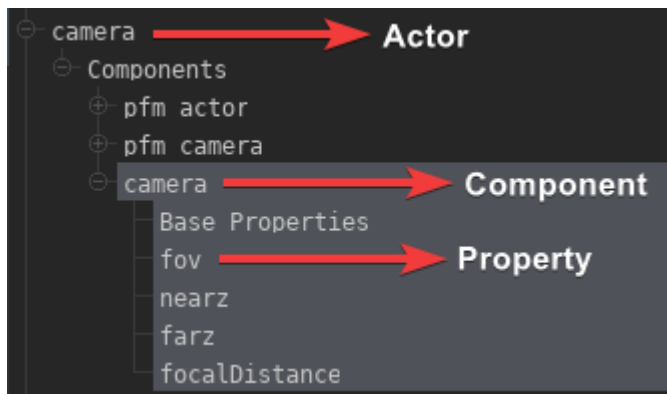 camera Actor
Components
pfm actor
pfm camera
camera Component
Base Properties
fov Property
nearz
farz
focalDistance